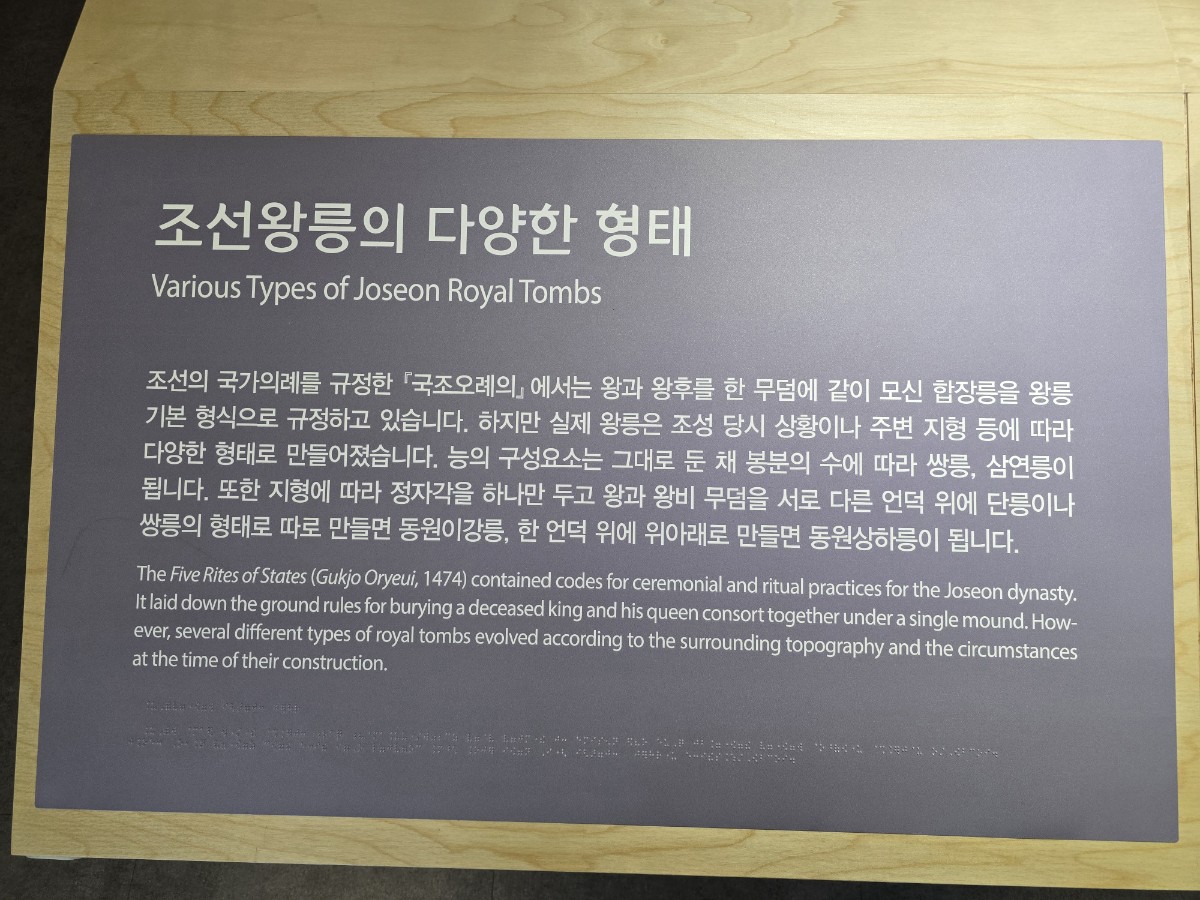 조선왕릉의 다양한 형태
Various Types of Joseon Royal Tombs
조선의 국가의례를 규정한 『국조오례의』에서는 왕과 왕후를 한 무덤에 같이 모신 합장릉을 왕릉
기본 형식으로 규정하고 있습니다. 하지만 실제 왕릉은 조성 당시 상황이나 주변 지형 등에 따라
다양한 형태로 만들어졌습니다. 능의 구성요소는 그대로 둔 채 봉분의 수에 따라 쌍릉, 삼연릉이
됩니다. 또한 지형에 따라 정자각을 하나만 두고 왕과 왕비 무덤을 서로 다른 언덕 위에 단릉이나
쌍릉의 형태로 따로 만들면 동원이강릉, 한 언덕 위에 위아래로 만들면 동원상하릉이 됩니다.
The Five Rites of States (Gukjo Oryeui, 1474) contained codes for ceremonial and ritual practices for the Joseon dynasty.
It laid down the ground rules for burying a deceased king and his queen consort together under a single mound. How-
ever, several different types of royal tombs evolved according to the surrounding topography and the circumstances
at the time of their construction.